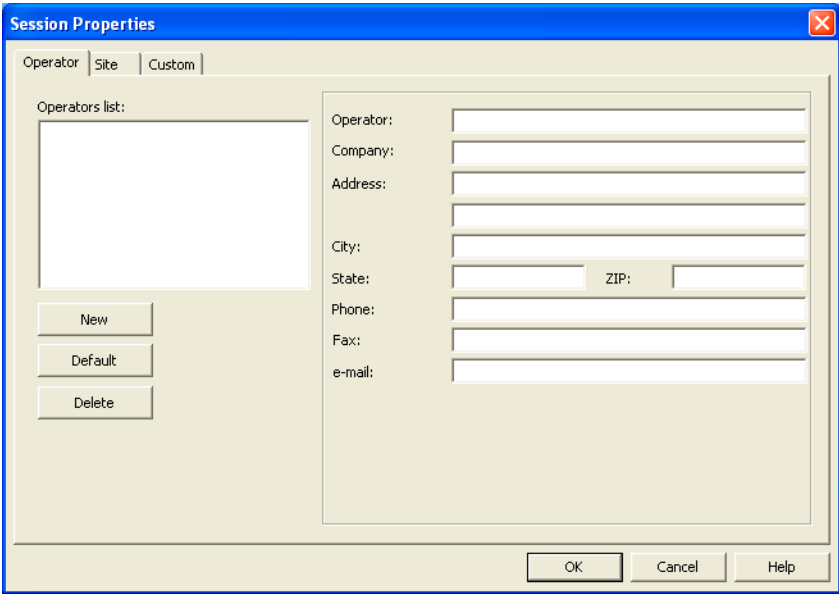 Session Properties
Operator Site Custom
Operators list:
New
Default
Delete
Operator:
Company:
Address:
City:
State: ZIP:
Phone:
Fax:
e-mail:
OK Cancel Help